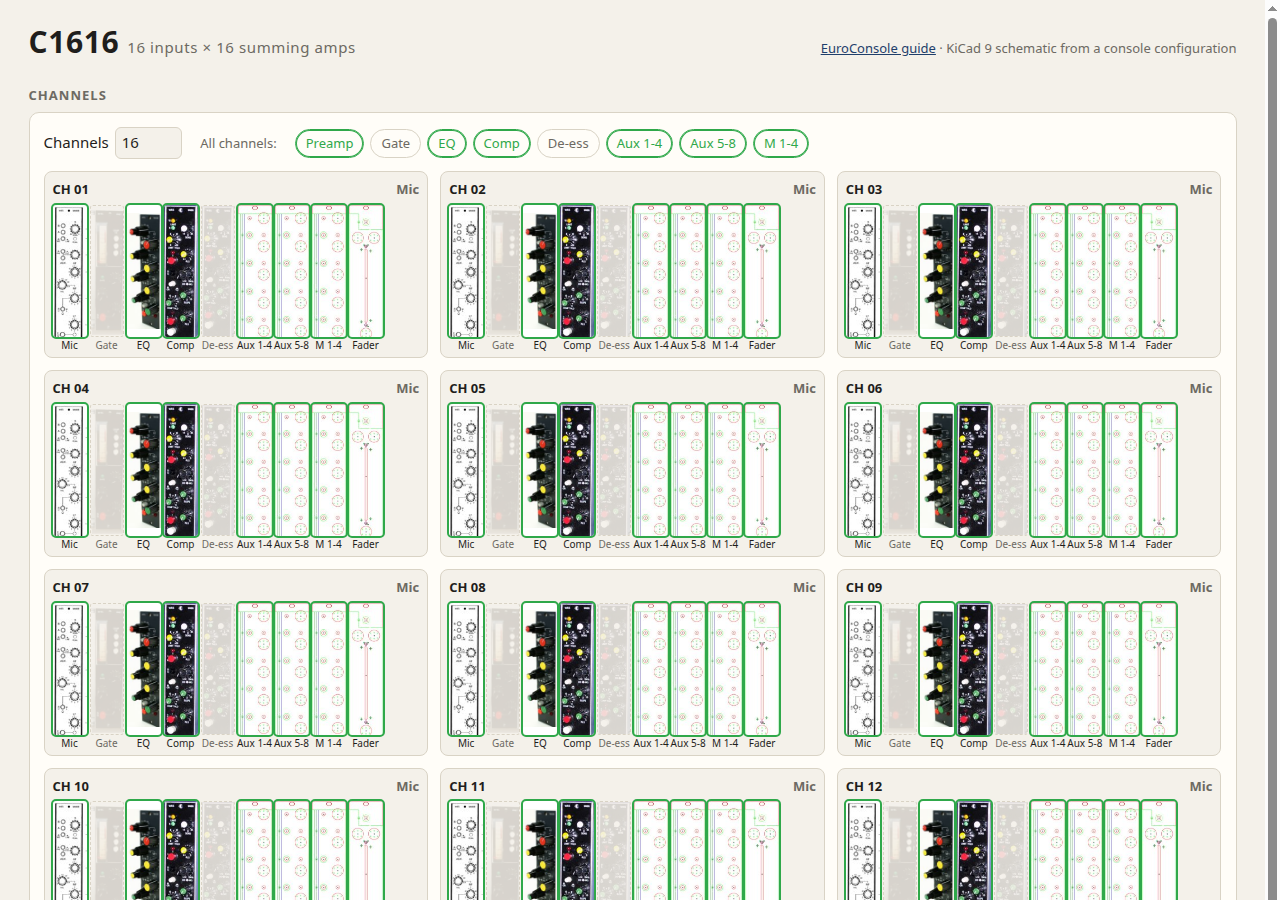 C1616 16 inputs × 16 summing amps
EuroConsole guide · KiCad 9 schematic from a console configuration
CHANNELS
Channels 16 All channels: Preamp Gate EQ Comp De-ess Aux 1-4 Aux 5-8 M 1-4
CH 01 Mic
Mic Gate EQ Comp De-ess Aux 1-4 Aux 5-8 M 1-4 Fader
CH 02 Mic
Mic Gate EQ Comp De-ess Aux 1-4 Aux 5-8 M 1-4 Fader
CH 03 Mic
Mic Gate EQ Comp De-ess Aux 1-4 Aux 5-8 M 1-4 Fader
CH 04 Mic
Mic Gate EQ Comp De-ess Aux 1-4 Aux 5-8 M 1-4 Fader
CH 05 Mic
Mic Gate EQ Comp De-ess Aux 1-4 Aux 5-8 M 1-4 Fader
CH 06 Mic
Mic Gate EQ Comp De-ess Aux 1-4 Aux 5-8 M 1-4 Fader
CH 07 Mic
Mic Gate EQ Comp De-ess Aux 1-4 Aux 5-8 M 1-4 Fader
CH 08 Mic
Mic Gate EQ Comp De-ess Aux 1-4 Aux 5-8 M 1-4 Fader
CH 09 Mic
Mic Gate EQ Comp De-ess Aux 1-4 Aux 5-8 M 1-4 Fader
CH 10 Mic
CH 11 Mic
CH 12 Mic